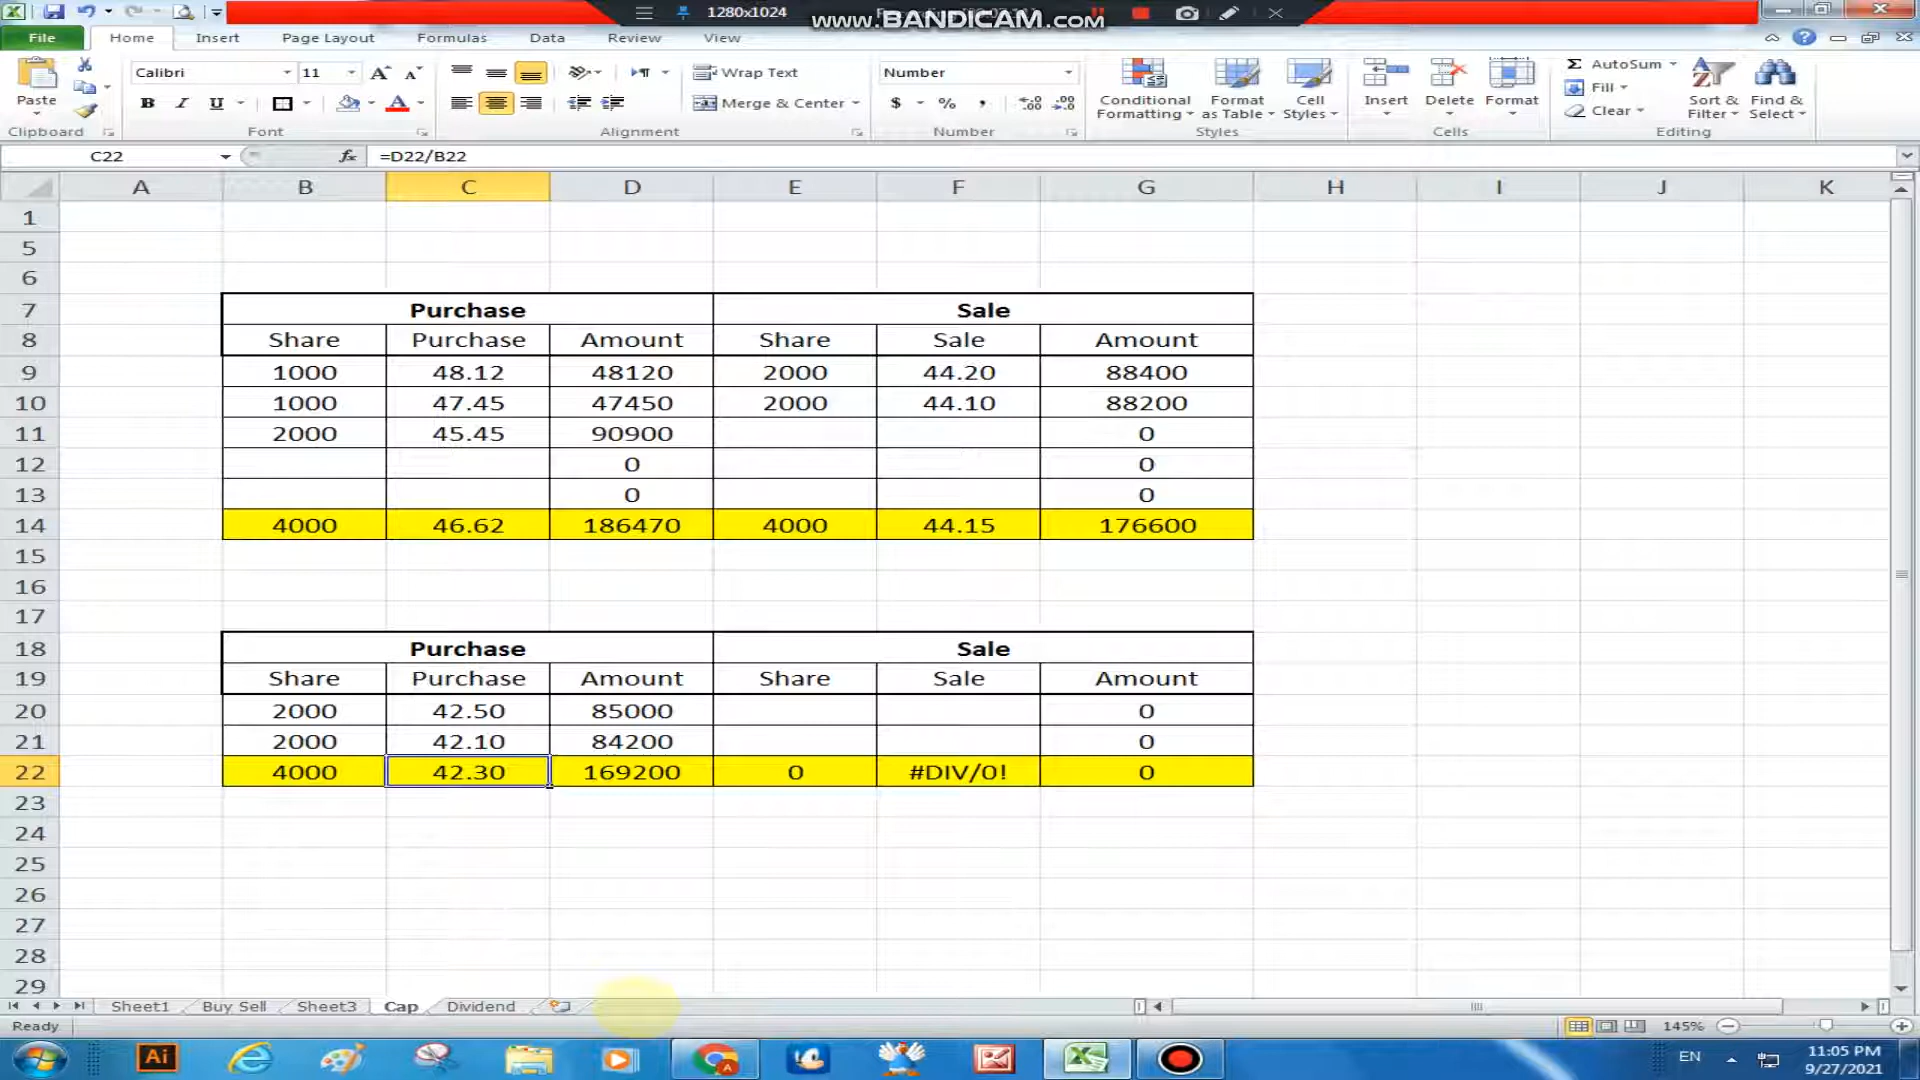 1280x1024
www.BANDICAM.com
File Home Insert Page Layout Formulas Data Review View
Paste
Calibri 11
Wrap Text
Number
AutoSum
Fill
Clear
B I U
Merge & Center
$ % ,
Conditional Formatting
Format as Table
Cell Styles
Insert
Delete
Format
Sort & Filter
Find & Select
Clipboard Font Alignment Number Styles Cells Editing
C22 fx =D22/B22
A B C D E F G H I J K
1
5
6
7 Purchase Sale
8 Share Purchase Amount Share Sale Amount
9 1000 48.12 48120 2000 44.20 88400
10 1000 47.45 47450 2000 44.10 88200
11 2000 45.45 90900 0
12 0 0
13 0 0
14 4000 46.62 186470 4000 44.15 176600
15
16
17
18 Purchase Sale
19 Share Purchase Amount Share Sale Amount
20 2000 42.50 85000 0
21 2000 42.10 84200 0
22 4000 42.30 169200 0 #DIV/0! 0
23
24
25
26
27
28
29
Sheet1 Buy Sell Sheet3 Cap Dividend
Ready 145%
Ai
EN
11:05 PM
9/27/2021